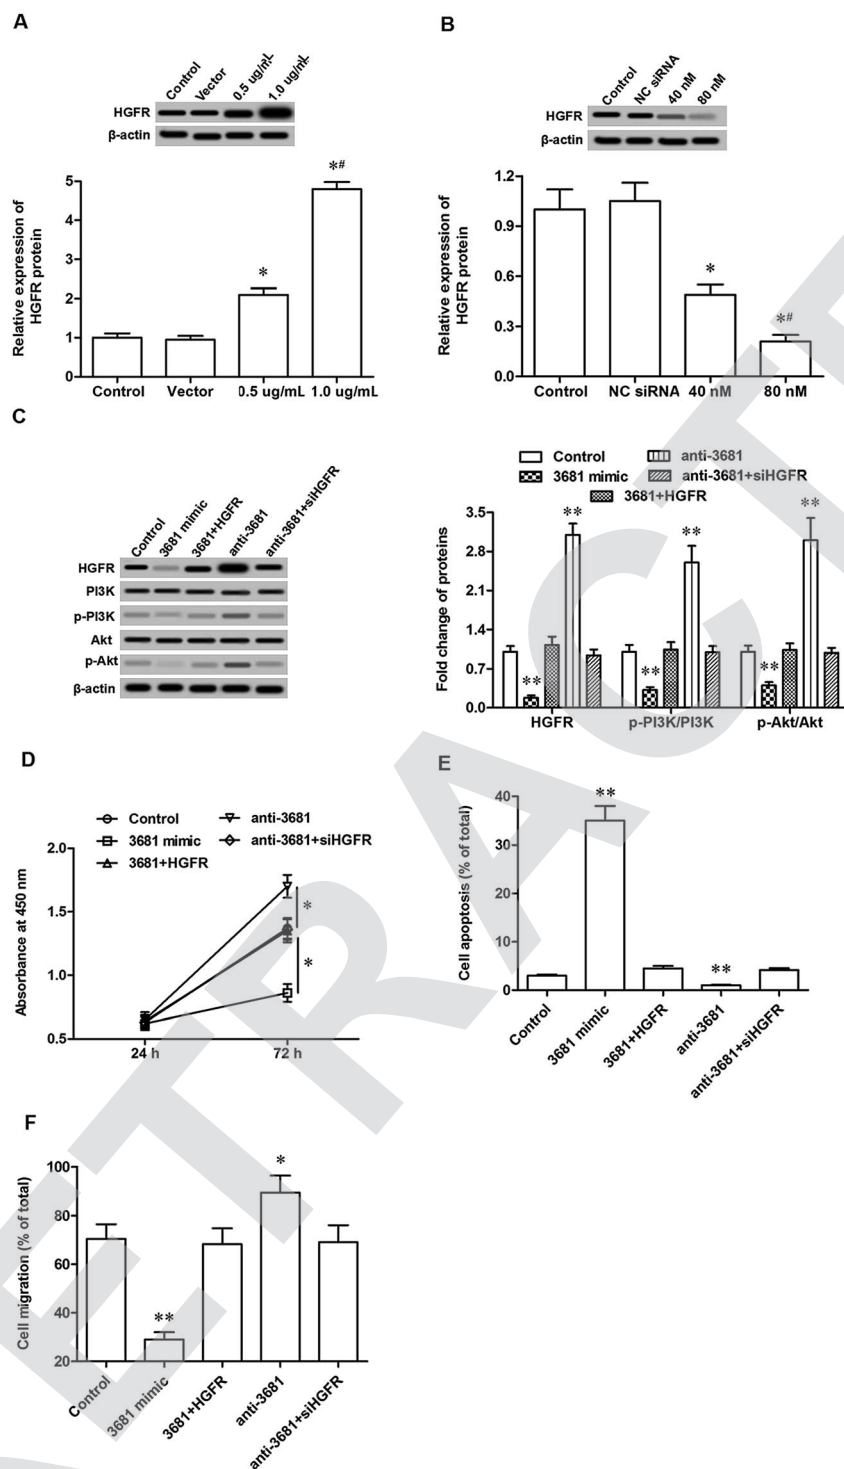 A
Control
Vector
0.5 ug/mL
1.0 ug/mL
HGFR
β-actin
Relative expression of
HGFR protein
5
4
3
2
1
0
*
*#
Control Vector 0.5 ug/mL 1.0 ug/mL
B
Control
NC siRNA
40 nM
80 nM
HGFR
β-actin
Relative expression of
HGFR protein
1.2
0.9
0.6
0.3
0.0
*
*#
Control NC siRNA 40 nM 80 nM
C
Control
3681 mimic
3681+HGFR
anti-3681
anti-3681+siHGFR
HGFR
PI3K
p-PI3K
Akt
p-Akt
β-actin
Control anti-3681
3681 mimic anti-3681+siHGFR
3681+HGFR
Fold change of proteins
3.5
2.8
2.1
1.4
0.7
0.0
** ** **
** ** **
HGFR p-PI3K/PI3K p-Akt/Akt
D
Control anti-3681
3681 mimic anti-3681+siHGFR
3681+HGFR
Absorbance at 450 nm
2.0
1.5
1.0
0.5
*
*
24 h 72 h
E
Cell apoptosis (% of total)
40
30
20
10
0
**
**
Control
3681 mimic
3681+HGFR
anti-3681
anti-3681+siHGFR
F
Cell migration (% of total)
100
80
60
40
20
**
*
Control
3681 mimic
3681+HGFR
anti-3681
anti-3681+siHGFR